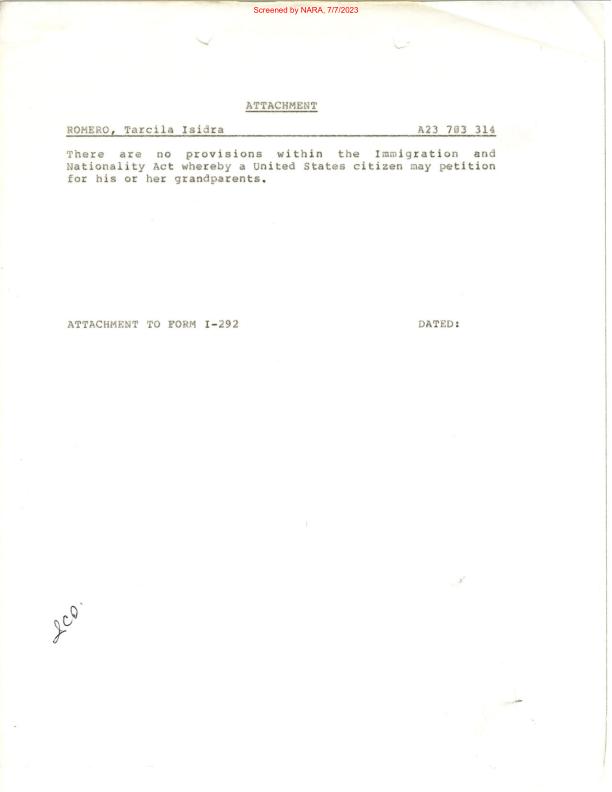 Screened by NARA, 7/7/2023
ATTACHMENT
ROMERO, Tarcila Isidra A23 703 314
There are no provisions within the Immigration and
Nationality Act whereby a United States citizen may petition
for his or her grandparents.
ATTACHMENT TO FORM I-292 DATED: